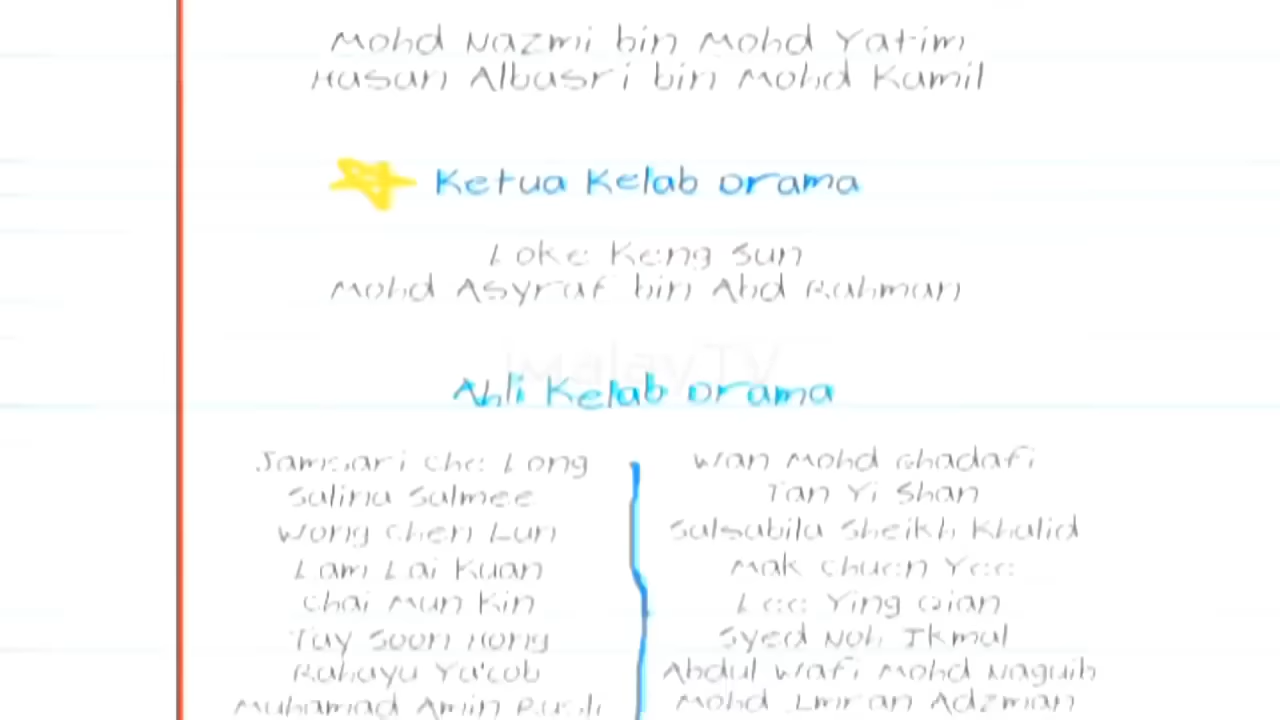 Mohd Nazmi bin Mohd Yatim
Hasan Albasri bin Mohd Kamil
Ketua Kelab Drama
Loke Keng Sun
Mohd Asyraf bin Abd Rahman
Ahli Kelab Drama
Samsari Che Long
Salina Salmee
Wong Chen Lun
Lam Lai Kuan
Chai Mun Kin
Tay Soon Hong
Rahayu Ya'cob
Muhamad Amin Rusli
Wan Mohd Ghadafi
Tan Yi Shan
Salsabila Sheikh Khalid
Mak Chuen Yee
Lee Ying Qian
Syed Noh Ikmal
Abdul Wafi Mohd Naguib
Mohd Imran Adzman